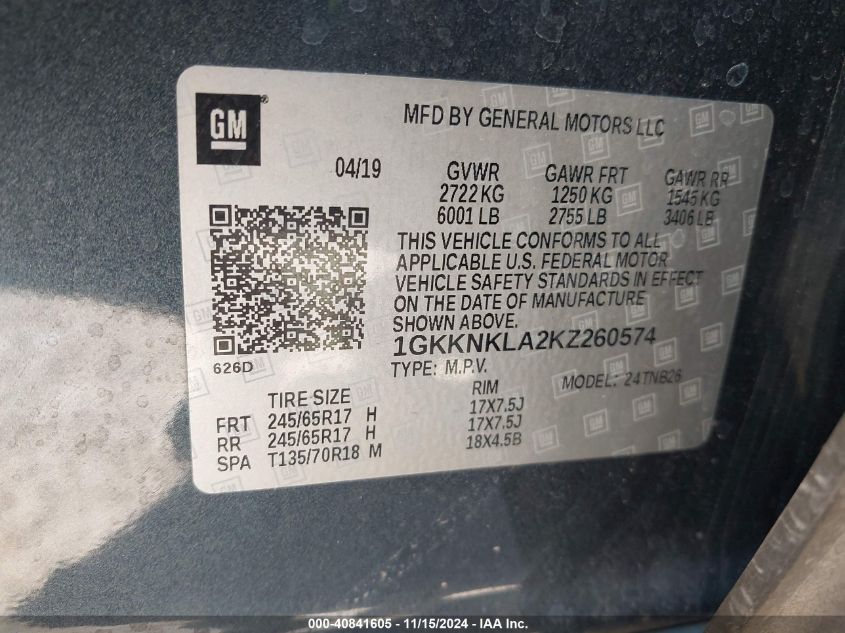 GM®
MFD BY GENERAL MOTORS LLC
04/19 GVWR GAWR FRT GAWR RR
2722 KG 1250 KG 1545 KG
6001 LB 2755 LB 3406 LB
THIS VEHICLE CONFORMS TO ALL
APPLICABLE U.S. FEDERAL MOTOR
VEHICLE SAFETY STANDARDS IN EFFECT
ON THE DATE OF MANUFACTURE
SHOWN ABOVE.
626D
1GKKNKLA2KZ260574
TYPE: M.P.V. MODEL: 24TNB26
TIRE SIZE RIM
FRT 245/65R17 H 17X7.5J
RR 245/65R17 H 17X7.5J
SPA T135/70R18 M 18X4.5B
000-40841605 - 11/15/2024 - IAA Inc.